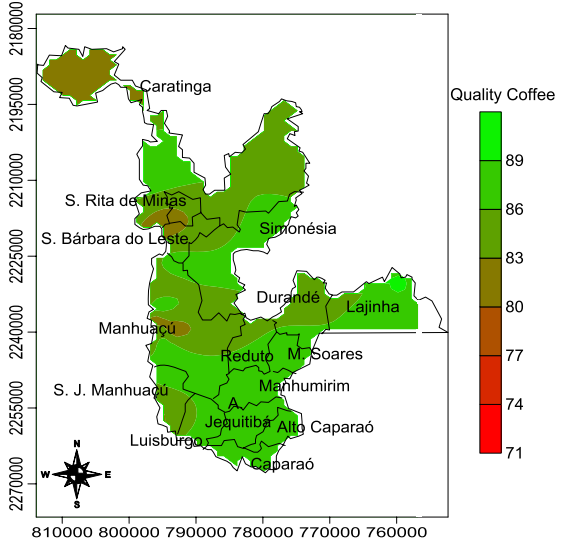 2180000
2195000
2210000
2225000
2240000
2255000
2270000
Caratinga
S. Rita de Minas
S. Bárbara do Leste
Simonésia
Durandé
Lajinha
Manhuaçú
Reduto
M. Soares
S. J. Manhuaçú
Manhumirim
A.
Jequitibá
Alto Caparaó
Luisburgo
Caparaó
N
W
E
S
810000 800000 790000 780000 770000 760000
Quality Coffee
89
86
83
80
77
74
71